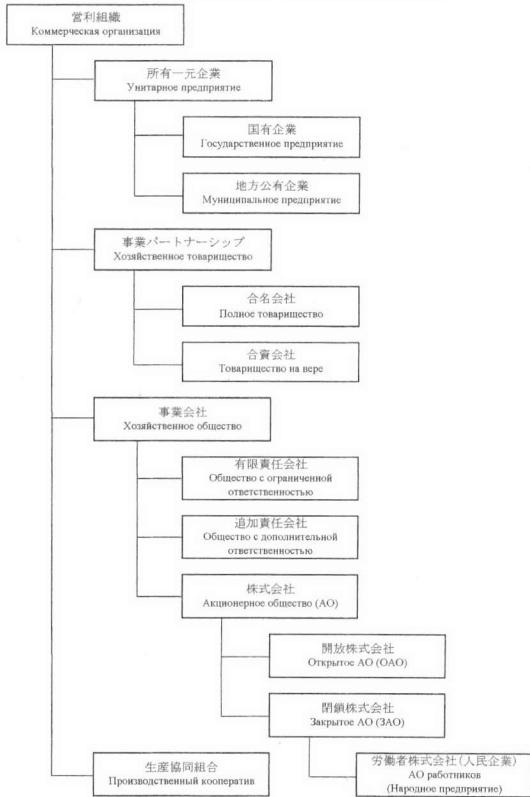 営利組織
Коммерческая организация
所有一元企業
Унитарное предприятие
国有企業
Государственное предприятие
地方公有企業
Муниципальное предприятие
事業パートナーシップ
Хозяйственное товарищество
合名会社
Полное товарищество
合資会社
Товарищество на вере
事業会社
Хозяйственное общество
有限責任会社
Общество с ограниченной
ответственностью
追加責任会社
Общество с дополнительной
ответственностью
株式会社
Акционерное общество (АО)
開放株式会社
Открытое АО (ОАО)
閉鎖株式会社
Закрытое АО (ЗАО)
労働者株式会社(人民企業)
АО работников
(Народное предприятие)
生産協同組合
Производственный кооператив